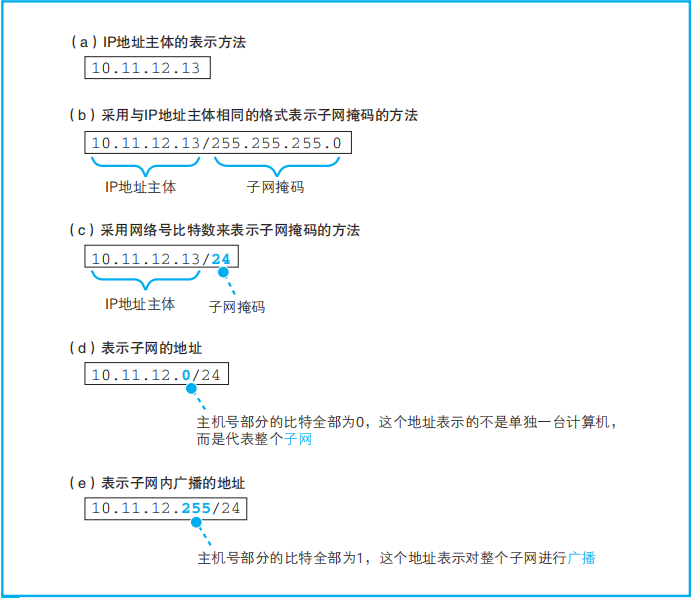 （a）IP地址主体的表示方法
10.11.12.13
（b）采用与IP地址主体相同的格式表示子网掩码的方法
10.11.12.13/255.255.255.0
IP地址主体 子网掩码
（c）采用网络号比特数来表示子网掩码的方法
10.11.12.13/24
IP地址主体 子网掩码
（d）表示子网的地址
10.11.12.0/24
主机号部分的比特全部为0，这个地址表示的不是单独一台计算机，
而是代表整个子网
（e）表示子网内广播的地址
10.11.12.255/24
主机号部分的比特全部为1，这个地址表示对整个子网进行广播